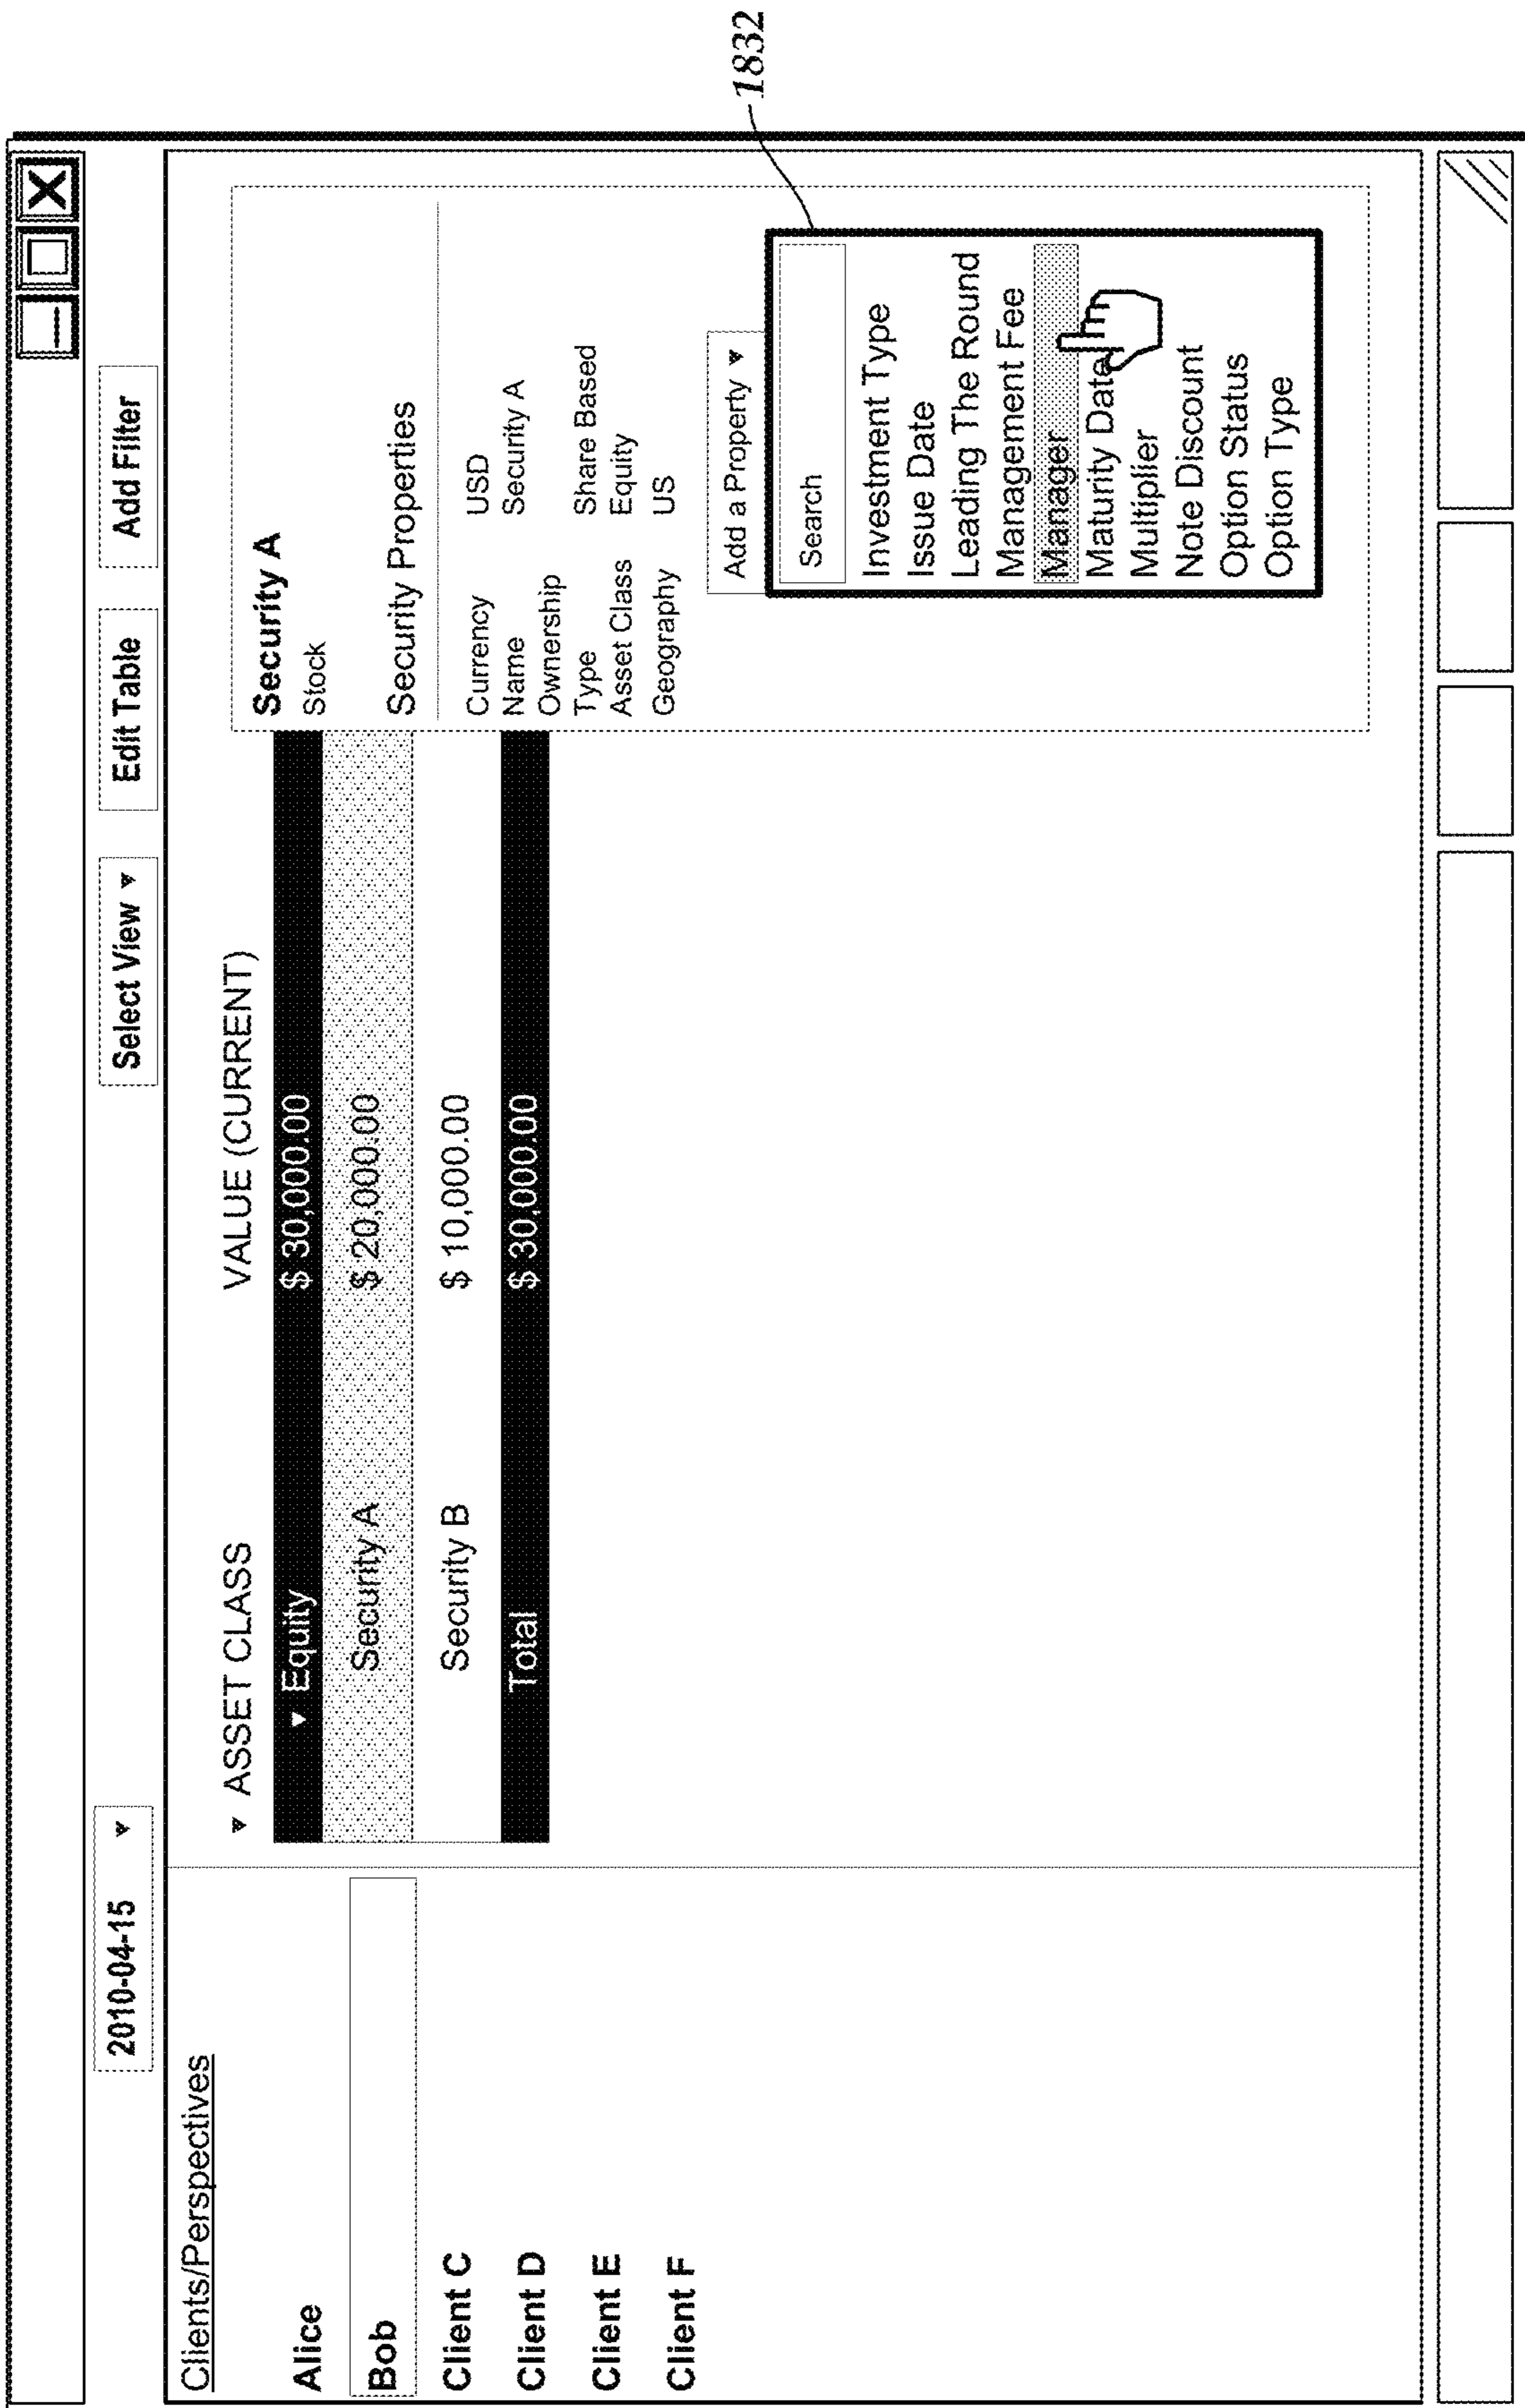 2010-04-15
Select View
Edit Table
Add Filter
Clients/Perspectives
Alice
Bob
Client C
Client D
Client E
Client F
ASSET CLASS VALUE (CURRENT)
Equity $ 30,000.00
Security A $ 20,000.00
Security B $ 10,000.00
Total $ 30,000.00
Security A
Stock
Security Properties
Currency USD
Name Security A
Ownership
Type Share Based
Asset Class Equity
Geography US
Add a Property
Search
Investment Type
Issue Date
Leading The Round
Management Fee
Manager
Maturity Date
Multiplier
Note Discount
Option Status
Option Type
1832